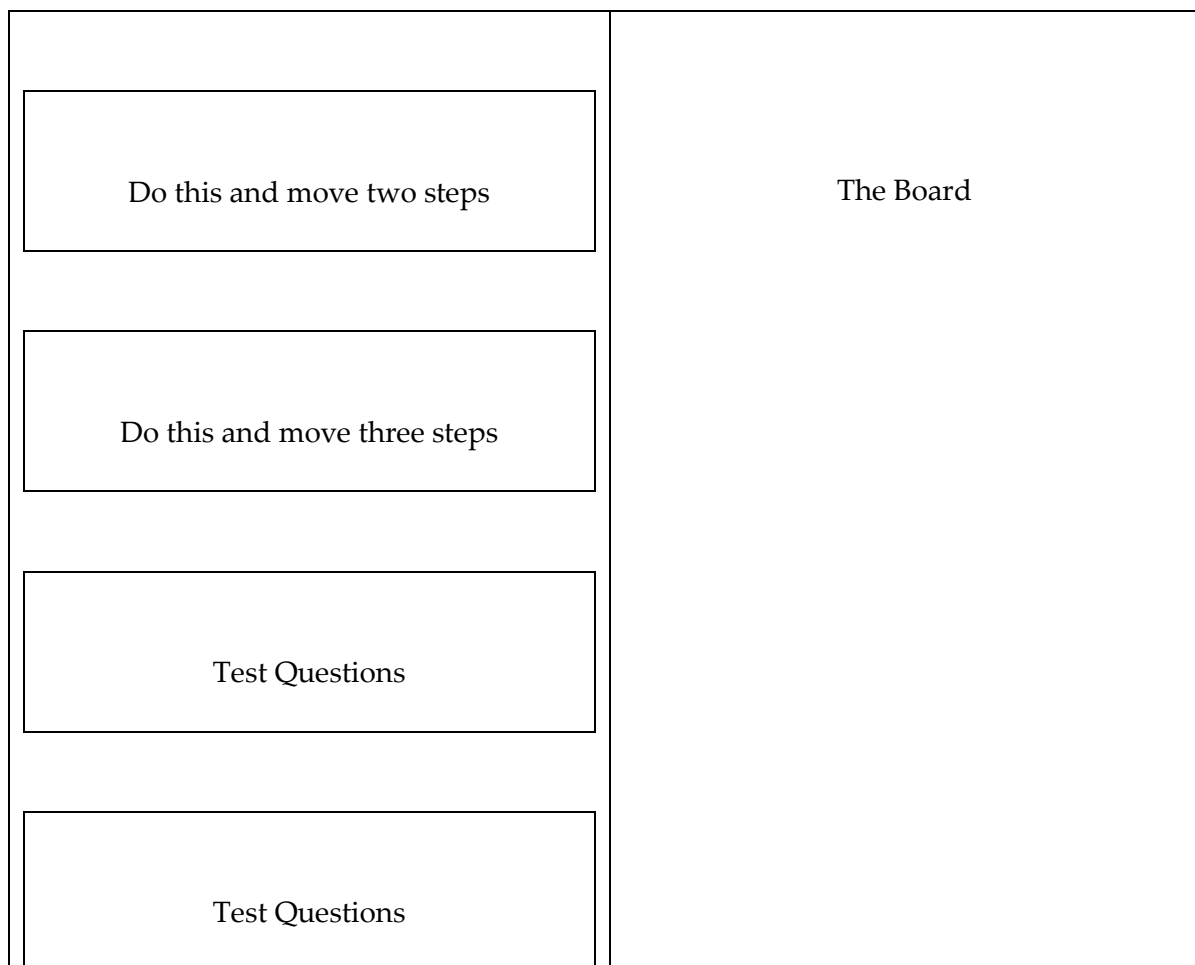 Do this and move two steps
The Board
Do this and move three steps
Test Questions
Test Questions